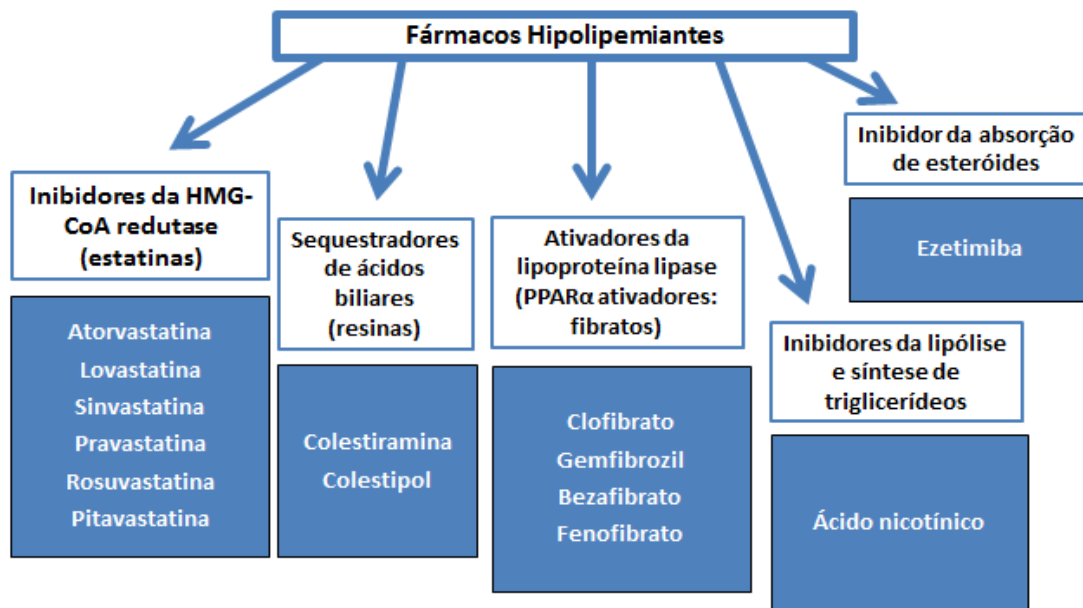 Fármacos Hipolipemiantes
Inibidores da HMG-
CoA redutase
(estatinas)
Atorvastatina
Lovastatina
Sinvastatina
Pravastatina
Rosuvastatina
Pitavastatina
Sequestradores
de ácidos
biliares
(resinas)
Colestiramina
Colestipol
Ativadores da
lipoproteína lipase
(PPARα ativadores:
fibratos)
Clofibrato
Gemfibrozil
Bezafibrato
Fenofibrato
Inibidores da lipólise
e síntese de
triglicerídeos
Ácido nicotínico
Inibidor da absorção
de esteróides
Ezetimiba